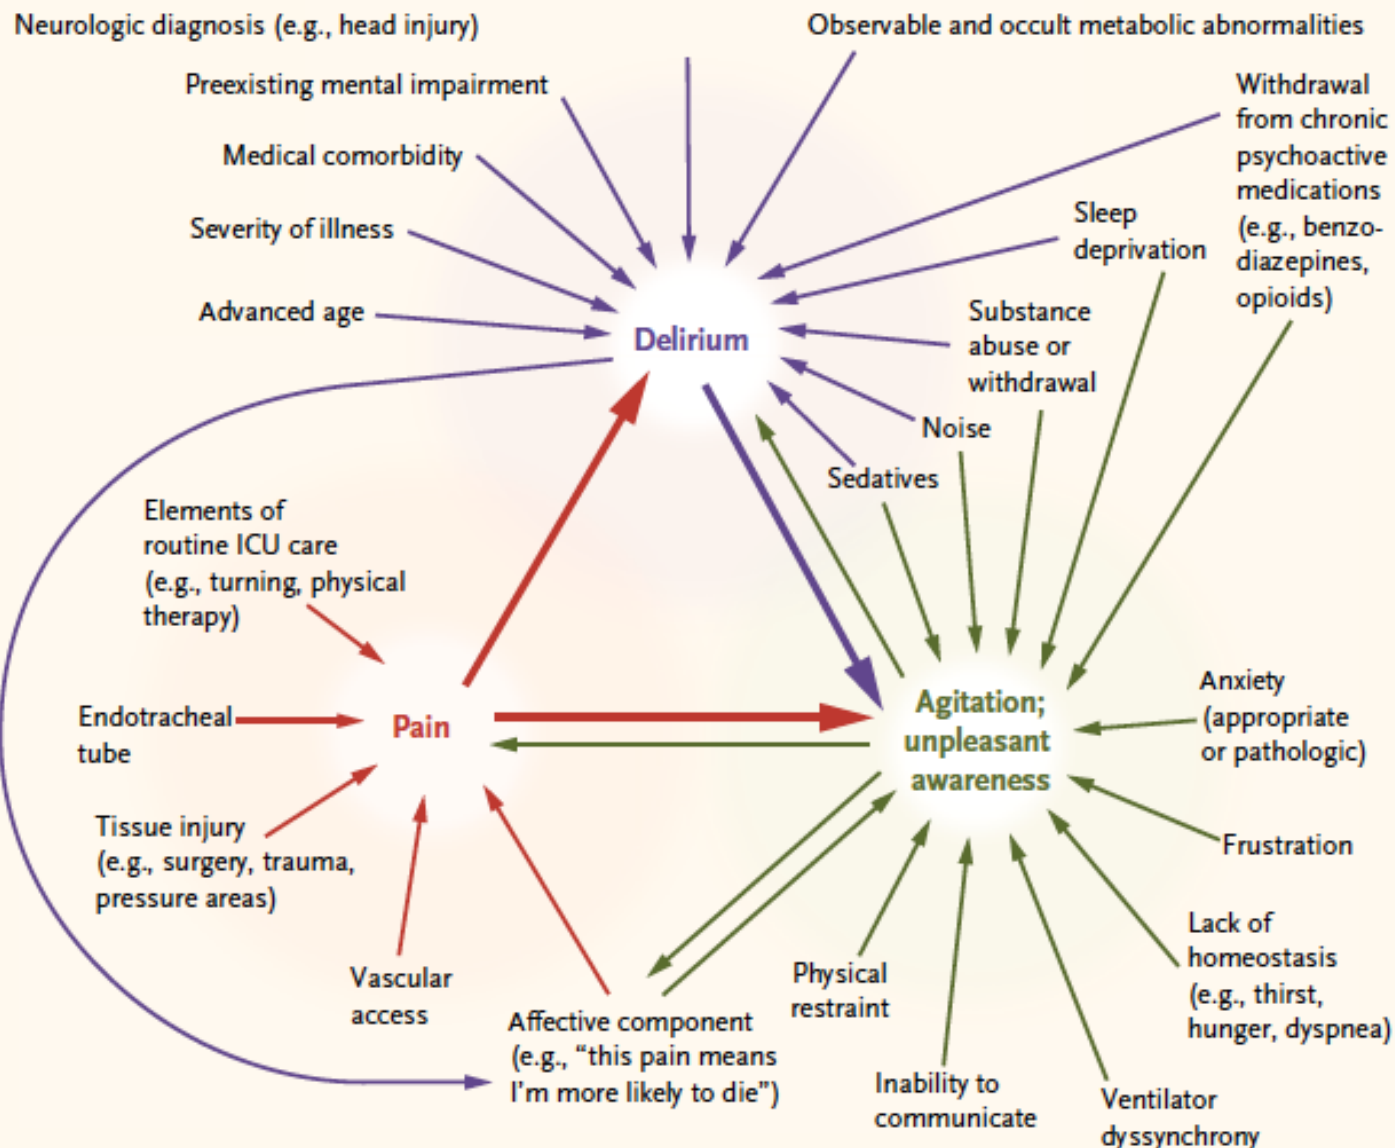 Neurologic diagnosis (e.g., head injury)
Observable and occult metabolic abnormalities
Preexisting mental impairment
Withdrawal
from chronic
psychoactive
medications
(e.g., benzo-
diazepines,
opioids)
Medical comorbidity
Severity of illness
Sleep
deprivation
Advanced age
Substance
abuse or
withdrawal
Delirium
Noise
Sedatives
Elements of
routine ICU care
(e.g., turning, physical
therapy)
Endotracheal
tube
Pain
Agitation;
unpleasant
awareness
Anxiety
(appropriate
or pathologic)
Tissue injury
(e.g., surgery, trauma,
pressure areas)
Frustration
Vascular
access
Affective component
(e.g., “this pain means
I’m more likely to die”)
Physical
restraint
Lack of
homeostasis
(e.g., thirst,
hunger, dyspnea)
Inability to
communicate
Ventilator
dyssynchrony